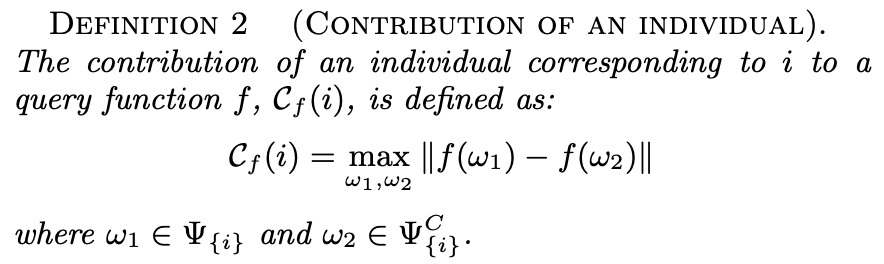 DEFINITION 2 (CONTRIBUTION OF AN INDIVIDUAL).
The contribution of an individual corresponding to i to a
query function f, 𝒞_f(i), is defined as:
𝒞_f(i) = max_{ω₁,ω₂} ‖f(ω₁) − f(ω₂)‖
where ω₁ ∈ Ψ_{{i}} and ω₂ ∈ Ψ^C_{{i}}.